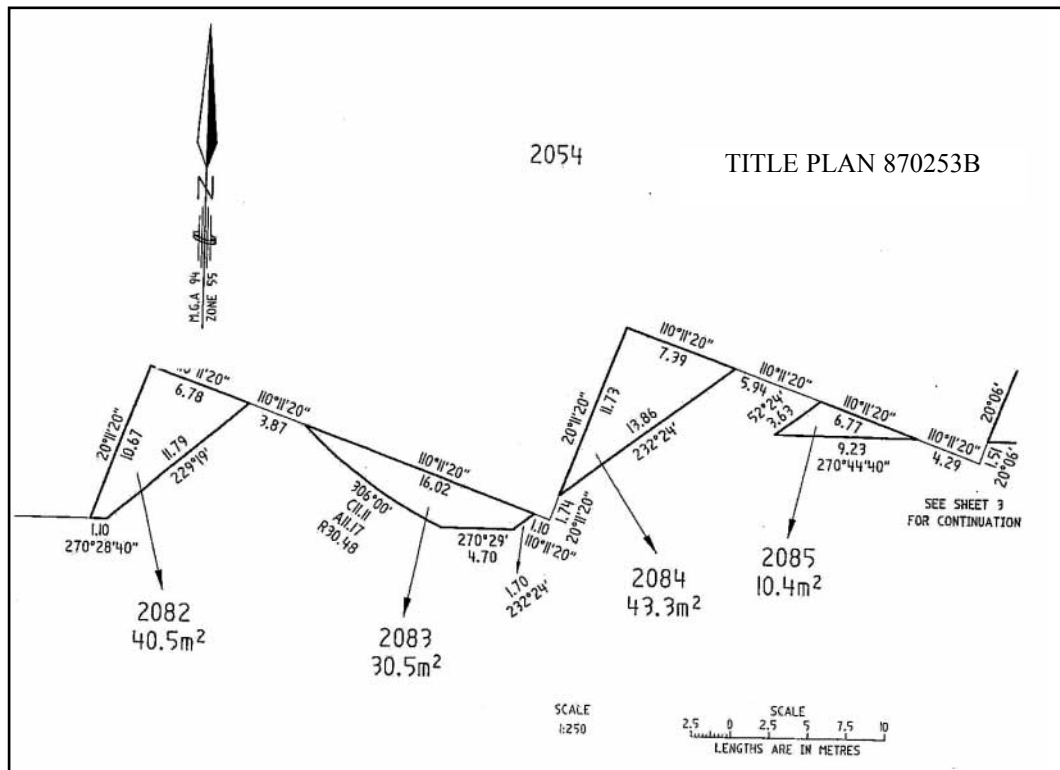 2054
TITLE PLAN 870253B
N
M.G.A 94
ZONE 55
110°11'20"
6.78
20°11'20"
10.67
11.79
229°19'
1.10
270°28'40"
2082
40.5m²
110°11'20"
3.87
110°11'20"
16.02
306°00'
C11.11
A11.17
R30.48
270°29'
4.70
1.70
232°24'
1.10
110°11'20"
2083
30.5m²
1.74
20°11'20"
20°11'20"
11.73
110°11'20"
7.39
13.86
232°24'
2084
43.3m²
110°11'20"
5.94
52°24'
3.63
110°11'20"
6.77
9.23
270°44'40"
2085
10.4m²
110°11'20"
4.29
20°06'
1.51
20°06'
SEE SHEET 3
FOR CONTINUATION
SCALE
1:250
SCALE
2.5 0 2.5 5 7.5 10
LENGTHS ARE IN METRES